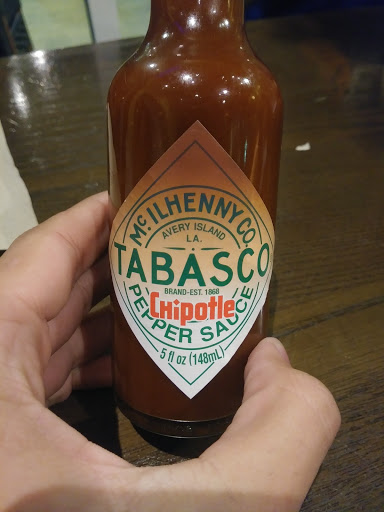 McILHENNY CO.
AVERY ISLAND
LA.
TABASCO
BRAND-EST. 1868
CHiPOtle
PEPPER SAUCE
5 fl oz (148mL)